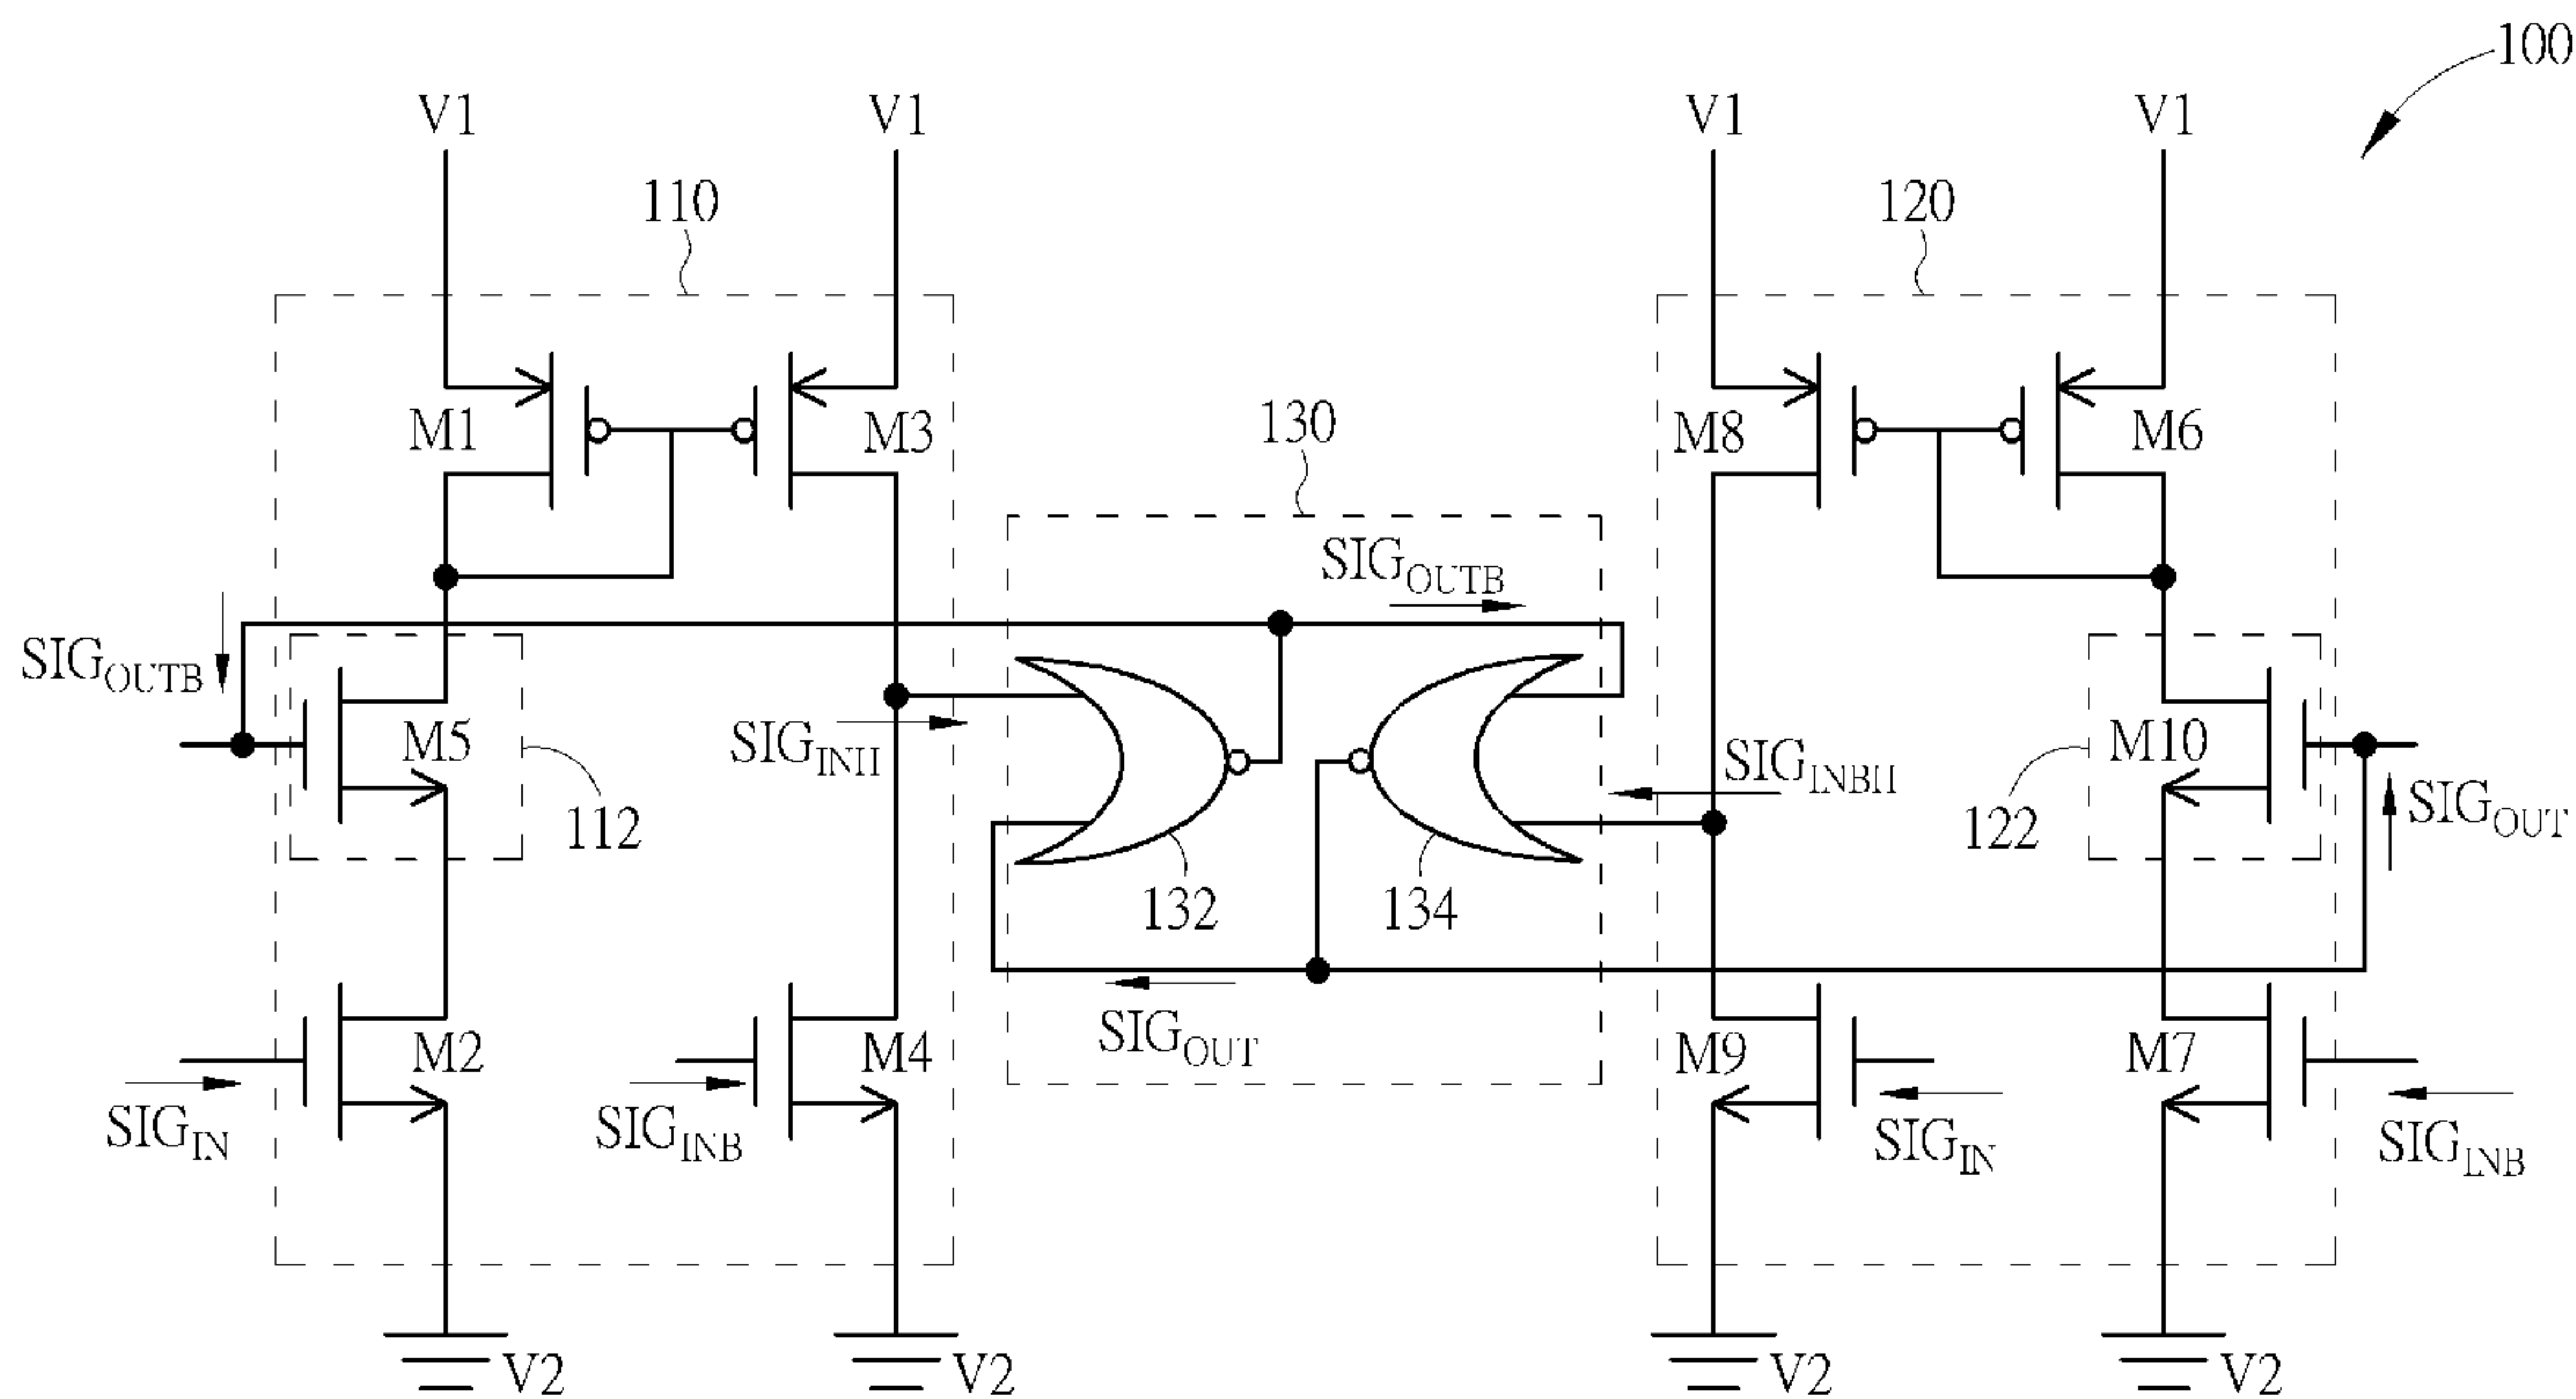 100
V1
V1
V1
V1
110
120
M1
M3
M8
M6
130
SIGOUTB
SIGOUTB
M5
SIGINH
SIGINBH
M10
112
122
SIGOUT
132
134
SIGOUT
M2
M4
M9
M7
SIGIN
SIGINB
SIGIN
SIGINB
V2
V2
V2
V2